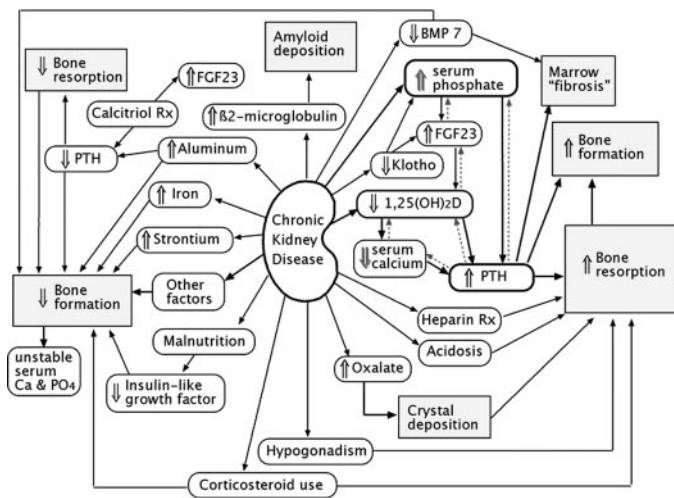 ⇓ BMP 7
Amyloid
deposition
⇓ Bone
resorption
⇑ serum
phosphate
Marrow
“fibrosis”
⇑ FGF23
Calcitriol Rx
⇑ ß2-microglobulin
⇑ FGF23
⇑ Bone
formation
⇓ PTH
⇑ Aluminum
⇓ Klotho
⇑ Iron
⇓ 1,25(OH)2D
Chronic
Kidney
Disease
⇑ Strontium
⇓ serum
calcium
⇑ Bone
resorption
⇑ PTH
⇓ Bone
formation
Other
factors
Heparin Rx
Malnutrition
Acidosis
unstable
serum
Ca & PO4
⇑ Oxalate
⇓ Insulin-like
growth factor
Crystal
deposition
Hypogonadism
Corticosteroid use